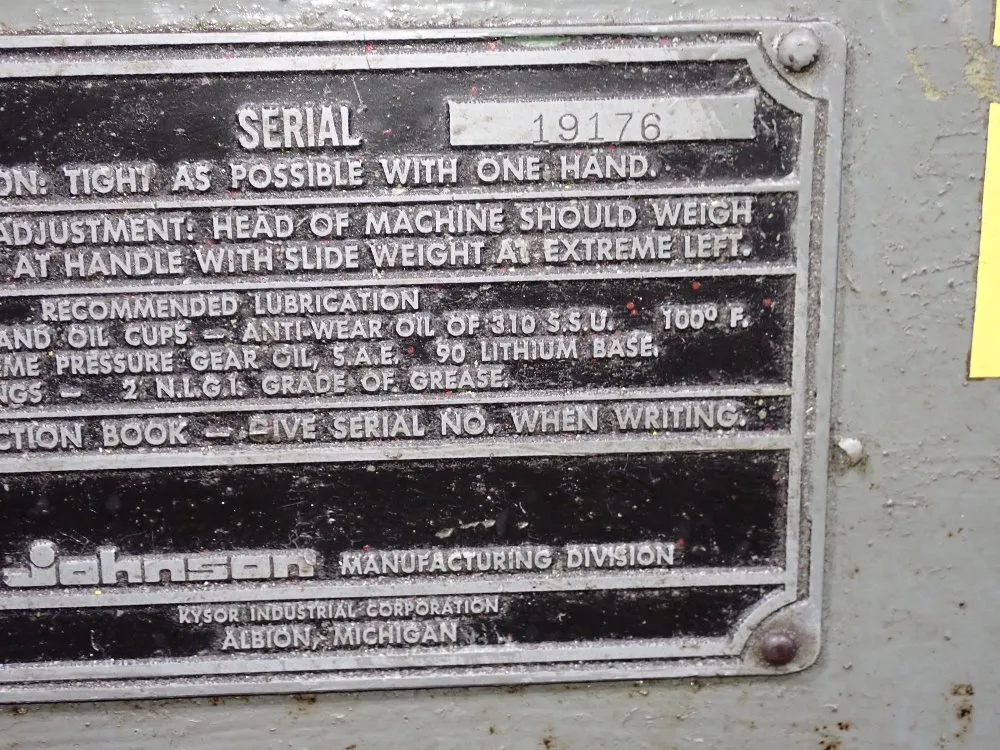 SERIAL 19176
ON: TIGHT AS POSSIBLE WITH ONE HAND.
ADJUSTMENT: HEAD OF MACHINE SHOULD WEIGH
AT HANDLE WITH SLIDE WEIGHT AT EXTREME LEFT.
RECOMMENDED LUBRICATION
AND OIL CUPS — ANTI-WEAR OIL OF 310 S.S.U. 100º F.
EME PRESSURE GEAR OIL, S.A.E. 90 LITHIUM BASE.
NGS — 2 N.L.G.I. GRADE OF GREASE.
CTION BOOK — GIVE SERIAL NO. WHEN WRITING.
Johnson MANUFACTURING DIVISION
KYSOR INDUSTRIAL CORPORATION
ALBION, MICHIGAN